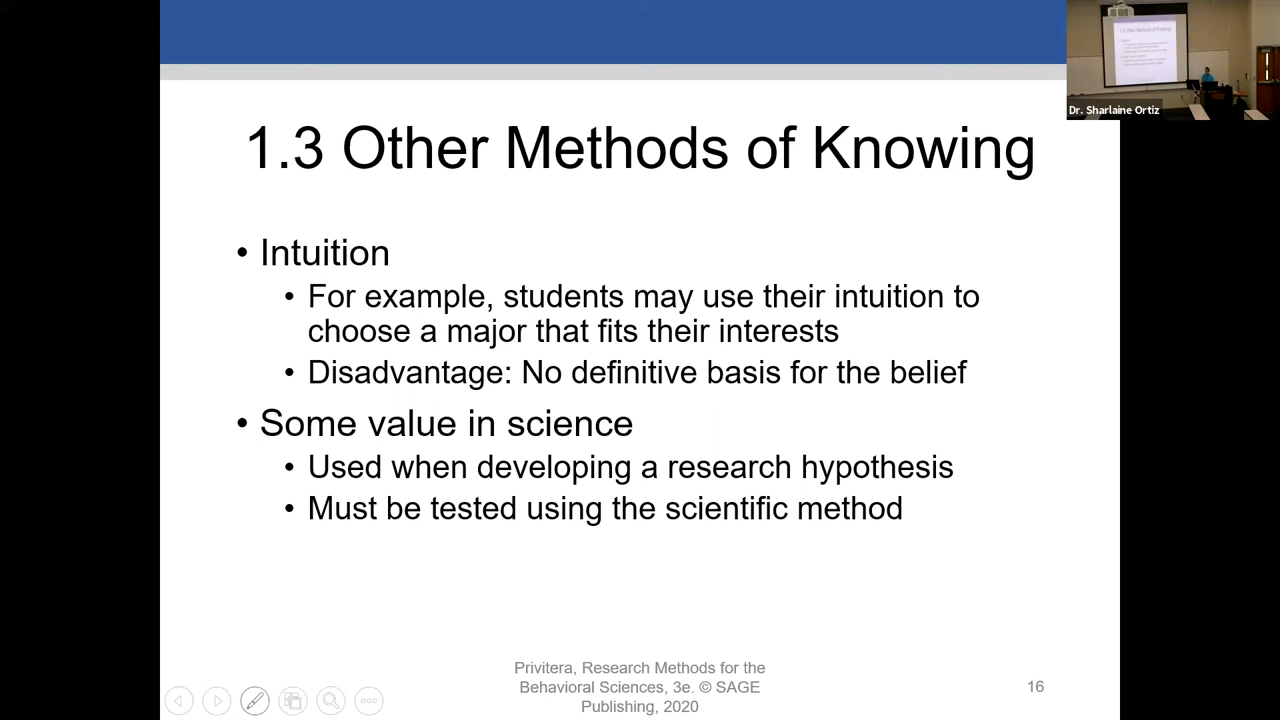 1.3 Other Methods of Knowing
Dr. Sharlaine Ortiz
• Intuition
• For example, students may use their intuition to
choose a major that fits their interests
• Disadvantage: No definitive basis for the belief
• Some value in science
• Used when developing a research hypothesis
• Must be tested using the scientific method
Privitera, Research Methods for the
Behavioral Sciences, 3e. © SAGE
Publishing, 2020
16